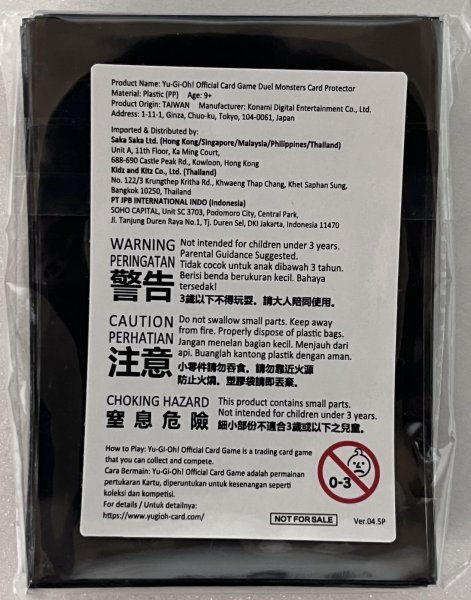 Product Name: Yu-Gi-Oh! Official Card Game Duel Monsters Card Protector
Material: Plastic (PP) Age: 9+
Product Origin: TAIWAN Manufacturer: Konami Digital Entertainment Co., Ltd.
Address: 1-11-1, Ginza, Chuo-ku, Tokyo, 104-0061, Japan
Imported & Distributed by:
Saka Saka Ltd. (Hong Kong/Singapore/Malaysia/Philippines/Thailand)
Unit A, 11th Floor, Ka Ming Court,
688-690 Castle Peak Rd., Kowloon, Hong Kong
Kidz and Kitz Co., Ltd. (Thailand)
No. 122/3 Krungthep Kritha Rd., Khwaeng Thap Chang, Khet Saphan Sung,
Bangkok 10250, Thailand
PT JPB INTERNATIONAL INDO (Indonesia)
SOHO CAPITAL, Unit SC 3703, Podomoro City, Central Park,
Jl. Tanjung Duren Raya No.1, Tj. Duren Sel, DKI Jakarta, Indonesia 11470
WARNING
PERINGATAN
警告
Not intended for children under 3 years.
Parental Guidance Suggested.
Tidak cocok untuk anak dibawah 3 tahun.
Berisi benda berukuran kecil. Bahaya
tersedak!
3歲以下不得玩耍。請大人陪同使用。
CAUTION
PERHATIAN
注意
Do not swallow small parts. Keep away
from fire. Properly dispose of plastic bags.
Jangan menelan bagian kecil. Menjauh dari
api. Buanglah kantong plastik dengan aman.
小零件請勿吞食。請勿靠近火源
防止火燒。塑膠袋請即丟棄。
CHOKING HAZARD
窒息危險
This product contains small parts.
Not intended for children under 3 years.
細小部份不適合3歲或以下之兒童。
How to Play: Yu-Gi-Oh! Official Card Game is a trading card game
that you can collect and compete.
Cara Bermain: Yu-Gi-Oh! Official Card Game adalah permainan
pertukaran Kartu, diperuntukan untuk kesenangan seperti
koleksi dan kompetisi.
For details / Untuk detailnya:
https://www.yugioh-card.com/
0-3
NOT FOR SALE
Ver.04.5P